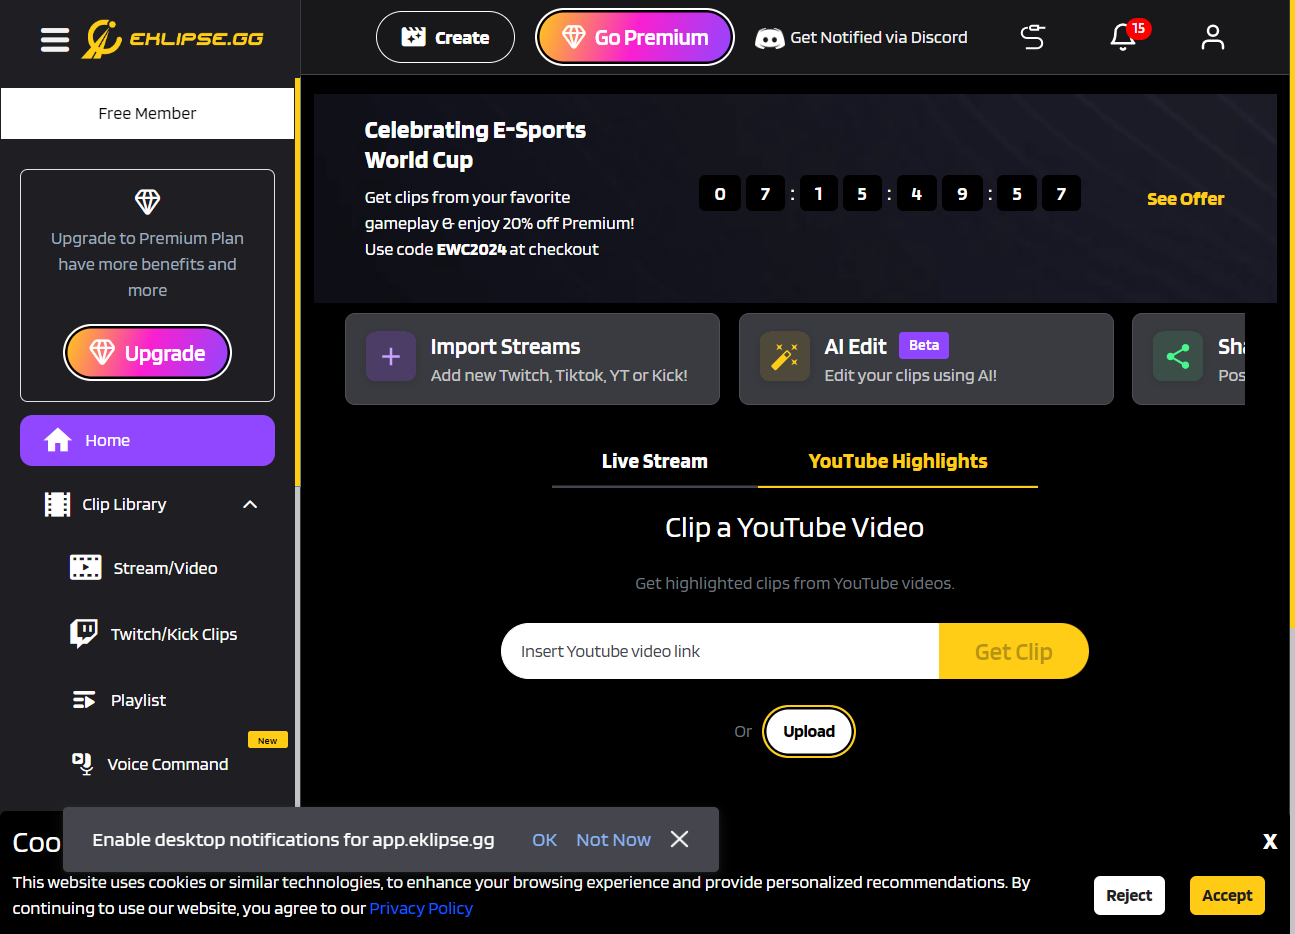 EKLIPSE.GG
Create
Go Premium
Get Notified via Discord
15
Free Member
Upgrade to Premium Plan
have more benefits and
more
Upgrade
Home
Clip Library
Stream/Video
Twitch/Kick Clips
Playlist
New
Voice Command
Celebrating E-Sports
World Cup
Get clips from your favorite
gameplay & enjoy 20% off Premium!
Use code EWC2024 at checkout
0 7 : 1 5 : 4 9 : 5 7
See Offer
Import Streams
Add new Twitch, Tiktok, YT or Kick!
AI Edit Beta
Edit your clips using AI!
Live Stream
YouTube Highlights
Clip a YouTube Video
Get highlighted clips from YouTube videos.
Insert Youtube video link
Get Clip
Or
Upload
Enable desktop notifications for app.eklipse.gg
OK
Not Now
X
This website uses cookies or similar technologies, to enhance your browsing experience and provide personalized recommendations. By
continuing to use our website, you agree to our Privacy Policy
Reject
Accept